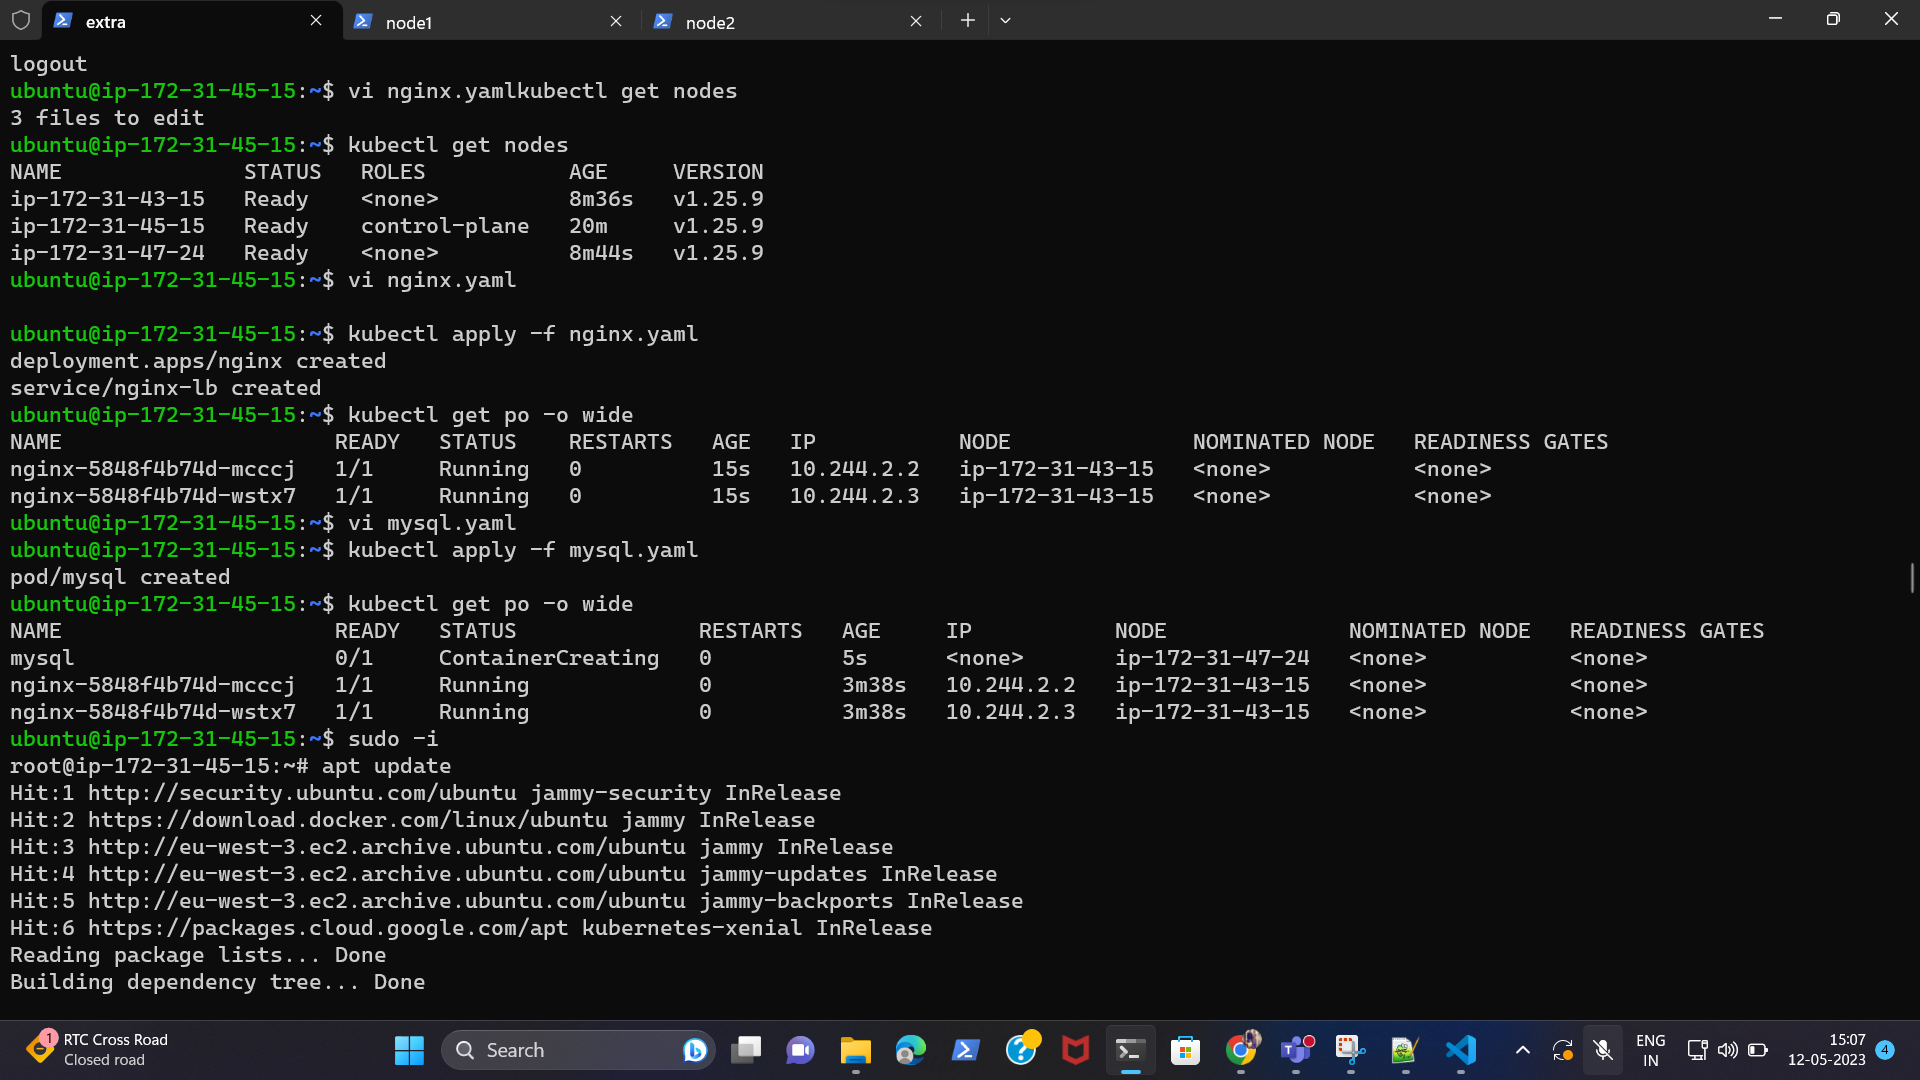 extra
node1
node2
logout
ubuntu@ip-172-31-45-15:~$ vi nginx.yamlkubectl get nodes
3 files to edit
ubuntu@ip-172-31-45-15:~$ kubectl get nodes
NAME STATUS ROLES AGE VERSION
ip-172-31-43-15 Ready <none> 8m36s v1.25.9
ip-172-31-45-15 Ready control-plane 20m v1.25.9
ip-172-31-47-24 Ready <none> 8m44s v1.25.9
ubuntu@ip-172-31-45-15:~$ vi nginx.yaml
ubuntu@ip-172-31-45-15:~$ kubectl apply -f nginx.yaml
deployment.apps/nginx created
service/nginx-lb created
ubuntu@ip-172-31-45-15:~$ kubectl get po -o wide
NAME READY STATUS RESTARTS AGE IP NODE NOMINATED NODE READINESS GATES
nginx-5848f4b74d-mcccj 1/1 Running 0 15s 10.244.2.2 ip-172-31-43-15 <none> <none>
nginx-5848f4b74d-wstx7 1/1 Running 0 15s 10.244.2.3 ip-172-31-43-15 <none> <none>
ubuntu@ip-172-31-45-15:~$ vi mysql.yaml
ubuntu@ip-172-31-45-15:~$ kubectl apply -f mysql.yaml
pod/mysql created
ubuntu@ip-172-31-45-15:~$ kubectl get po -o wide
NAME READY STATUS RESTARTS AGE IP NODE NOMINATED NODE READINESS GATES
mysql 0/1 ContainerCreating 0 5s <none> ip-172-31-47-24 <none> <none>
nginx-5848f4b74d-mcccj 1/1 Running 0 3m38s 10.244.2.2 ip-172-31-43-15 <none> <none>
nginx-5848f4b74d-wstx7 1/1 Running 0 3m38s 10.244.2.3 ip-172-31-43-15 <none> <none>
ubuntu@ip-172-31-45-15:~$ sudo -i
root@ip-172-31-45-15:~# apt update
Hit:1 http://security.ubuntu.com/ubuntu jammy-security InRelease
Hit:2 https://download.docker.com/linux/ubuntu jammy InRelease
Hit:3 http://eu-west-3.ec2.archive.ubuntu.com/ubuntu jammy InRelease
Hit:4 http://eu-west-3.ec2.archive.ubuntu.com/ubuntu jammy-updates InRelease
Hit:5 http://eu-west-3.ec2.archive.ubuntu.com/ubuntu jammy-backports InRelease
Hit:6 https://packages.cloud.google.com/apt kubernetes-xenial InRelease
Reading package lists... Done
Building dependency tree... Done
1
RTC Cross Road
Closed road
Search
ENG
IN
15:07
12-05-2023
4